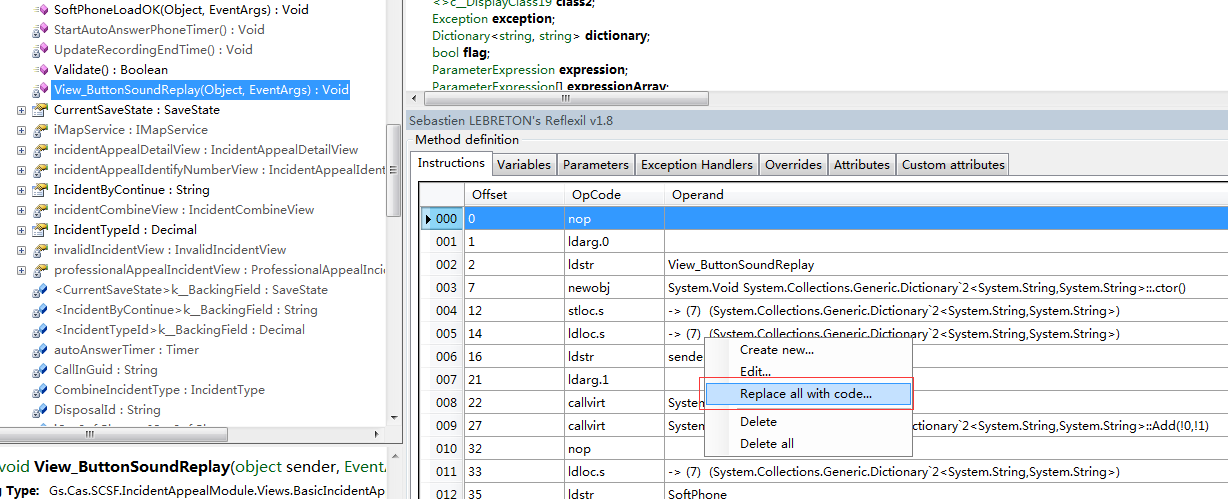 SoftPhoneLoadOK(Object, EventArgs) : Void
StartAutoAnswerPhoneTimer() : Void
UpdateRecordingEndTime() : Void
Validate() : Boolean
View_ButtonSoundReplay(Object, EventArgs) : Void
CurrentSaveState : SaveState
iMapService : IMapService
incidentAppealDetailView : IncidentAppealDetailView
incidentAppealIdentifyNumberView : IncidentAppealIdent
IncidentByContinue : String
incidentCombineView : IncidentCombineView
IncidentTypeId : Decimal
invalidIncidentView : InvalidIncidentView
professionalAppealIncidentView : ProfessionalAppealInci
<CurrentSaveState>k__BackingField : SaveState
<IncidentByContinue>k__BackingField : String
<IncidentTypeId>k__BackingField : Decimal
autoAnswerTimer : Timer
CallInGuid : String
CombineIncidentType : IncidentType
DisposalId : String
void View_ButtonSoundReplay(object sender, Event
Type: Gs.Cas.SCSF.IncidentAppealModule.Views.BasicIncidentAp
<>c__DisplayClass19 class2;
Exception exception;
Dictionary<string, string> dictionary;
bool flag;
ParameterExpression expression;
ParameterExpression[] expressionArray;
Sebastien LEBRETON's Reflexil v1.8
Method definition
Instructions Variables Parameters Exception Handlers Overrides Attributes Custom attributes
Offset OpCode Operand
000 0 nop
001 1 ldarg.0
002 2 ldstr View_ButtonSoundReplay
003 7 newobj System.Void System.Collections.Generic.Dictionary`2<System.String,System.String>::.ctor()
004 12 stloc.s -> (7) (System.Collections.Generic.Dictionary`2<System.String,System.String>)
005 14 ldloc.s -> (7) (System.Collections.Generic.Dictionary`2<System.String,System.String>)
006 16 ldstr sender
007 21 ldarg.1
008 22 callvirt System
009 27 callvirt System ctionary`2<System.String,System.String>::Add(!0,!1)
010 32 nop
011 33 ldloc.s -> (7) (System.Collections.Generic.Dictionary`2<System.String,System.String>)
012 35 ldstr SoftPhone
Create new...
Edit...
Replace all with code...
Delete
Delete all